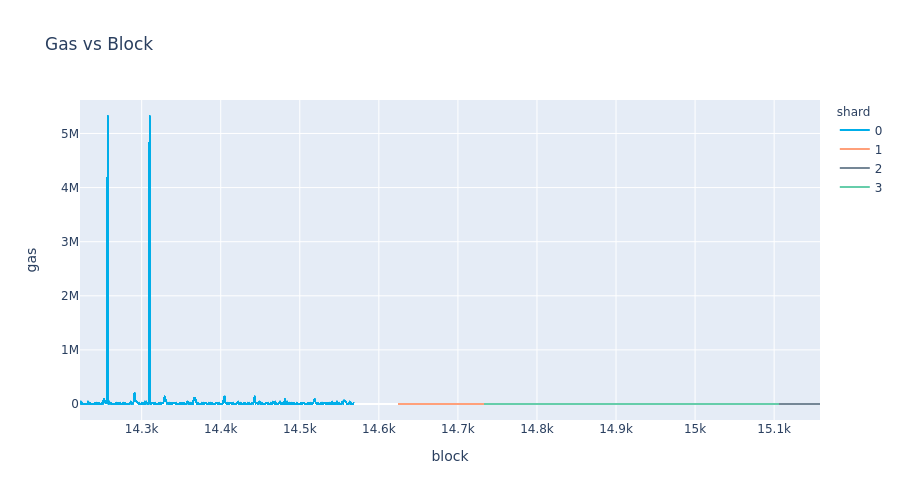 Gas vs Block
shard
0
1
2
3
5M
4M
3M
2M
1M
0
gas
14.3k
14.4k
14.5k
14.6k
14.7k
14.8k
14.9k
15k
15.1k
block